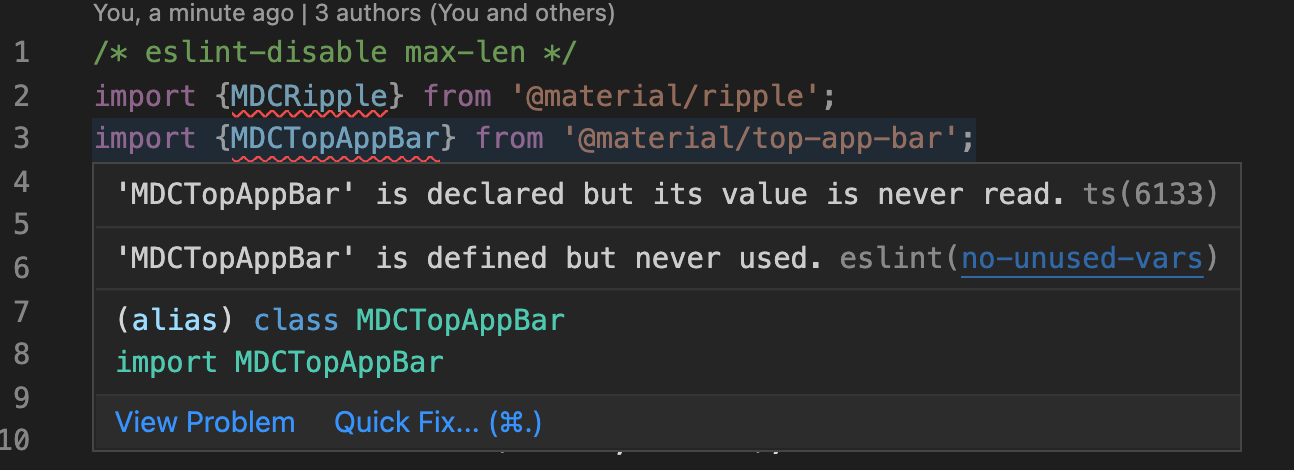 You, a minute ago | 3 authors (You and others)
1 /* eslint-disable max-len */
2 import {MDCRipple} from '@material/ripple';
3 import {MDCTopAppBar} from '@material/top-app-bar';
4 'MDCTopAppBar' is declared but its value is never read. ts(6133)
5
6 'MDCTopAppBar' is defined but never used. eslint(no-unused-vars)
7 (alias) class MDCTopAppBar
8 import MDCTopAppBar
9 View Problem Quick Fix... (⌘.)
10